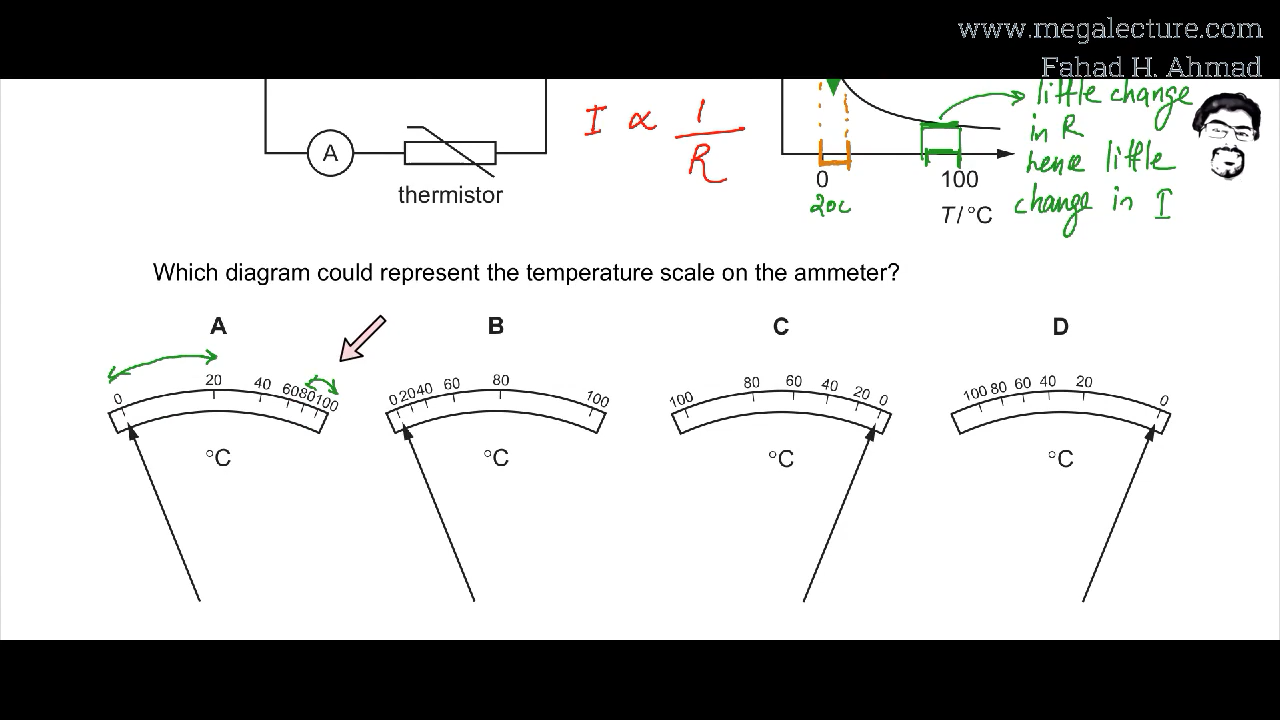 www.megalecture.com
Fahad H. Ahmad
A
thermistor
I ∝ 1/R
0
100
20c
T/°C
little change
in R
hence little
change in I
Which diagram could represent the temperature scale on the ammeter?
A
B
C
D
0 20 40 60 80 100
0 20 40 60 80 100
100 80 60 40 20 0
100 80 60 40 20 0
°C
°C
°C
°C